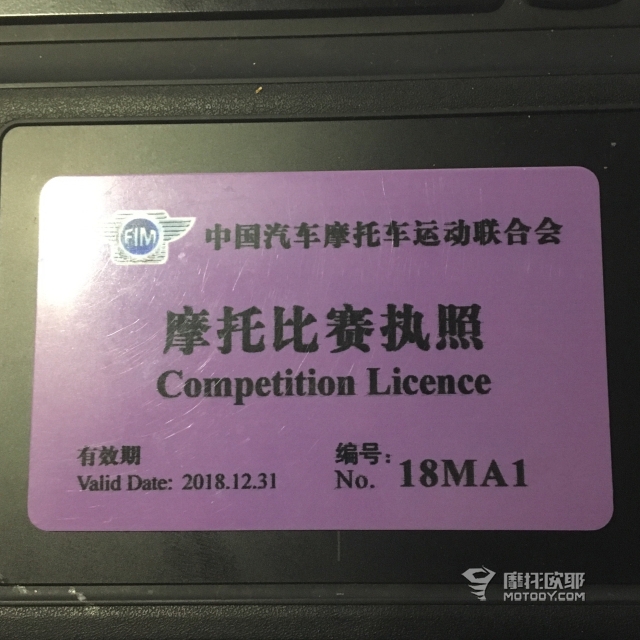 FIM
中国汽车摩托车运动联合会
摩托比赛执照
Competition Licence
有效期
Valid Date: 2018.12.31
编号:
No. 18MA1
摩托欧耶
MOTOOY.COM